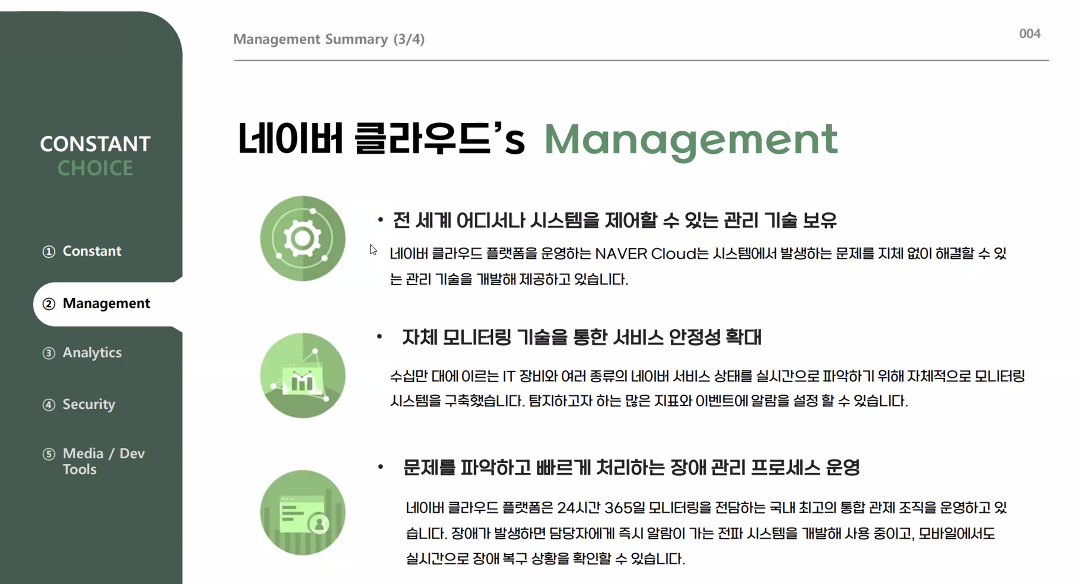 Management Summary (3/4)
004
CONSTANT
CHOICE
① Constant
② Management
③ Analytics
④ Security
⑤ Media / Dev
Tools
네이버 클라우드’s Management
• 전 세계 어디서나 시스템을 제어할 수 있는 관리 기술 보유
네이버 클라우드 플랫폼을 운영하는 NAVER Cloud는 시스템에서 발생하는 문제를 지체 없이 해결할 수 있
는 관리 기술을 개발해 제공하고 있습니다.
• 자체 모니터링 기술을 통한 서비스 안정성 확대
수십만 대에 이르는 IT 장비와 여러 종류의 네이버 서비스 상태를 실시간으로 파악하기 위해 자체적으로 모니터링
시스템을 구축했습니다. 탐지하고자 하는 많은 지표와 이벤트에 알람을 설정 할 수 있습니다.
• 문제를 파악하고 빠르게 처리하는 장애 관리 프로세스 운영
네이버 클라우드 플랫폼은 24시간 365일 모니터링을 전담하는 국내 최고의 통합 관제 조직을 운영하고 있
습니다. 장애가 발생하면 담당자에게 즉시 알람이 가는 전파 시스템을 개발해 사용 중이고, 모바일에서도
실시간으로 장애 복구 상황을 확인할 수 있습니다.